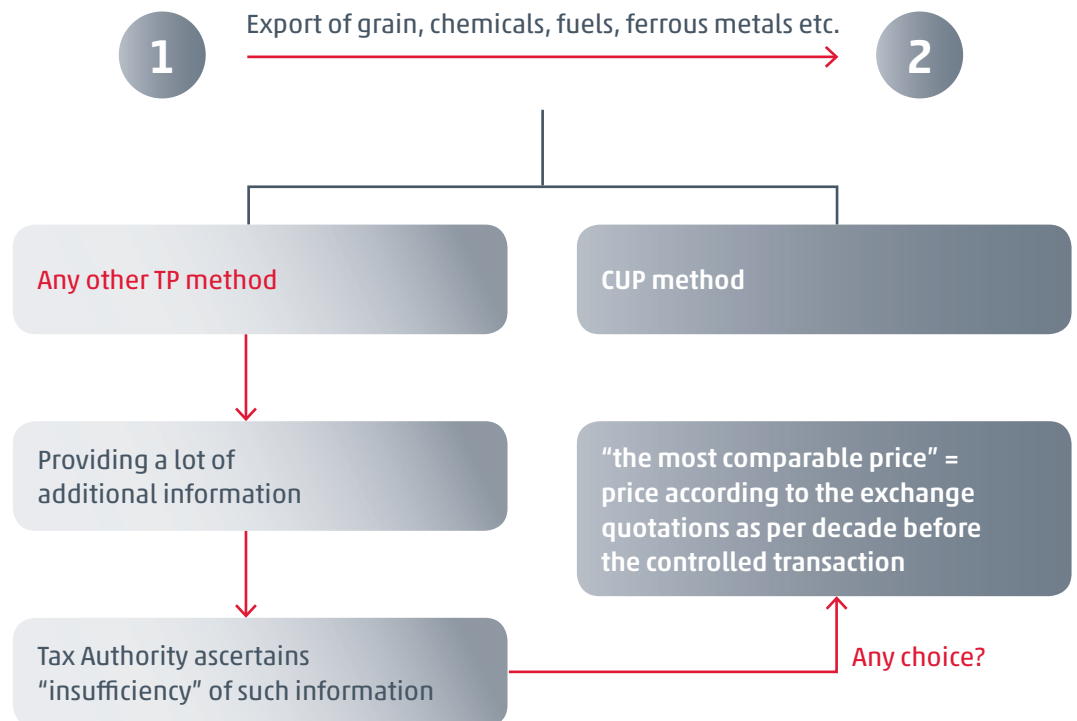 Export of grain, chemicals, fuels, ferrous metals etc.
1
2
Any other TP method
CUP method
Providing a lot of
additional information
“the most comparable price” =
price according to the exchange
quotations as per decade before
the controlled transaction
Tax Authority ascertains
“insufficiency” of such information
Any choice?